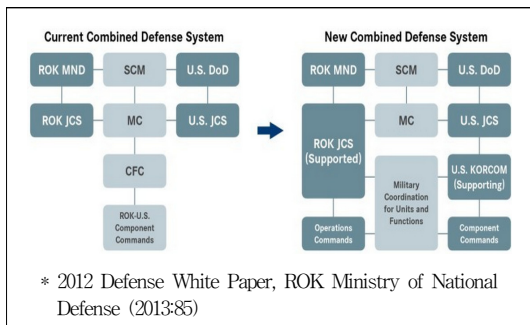 Current Combined Defense System
ROK MND
SCM
U.S. DoD
ROK JCS
MC
U.S. JCS
CFC
ROK-U.S.
Component
Commands
New Combined Defense System
ROK MND
SCM
U.S. DoD
ROK JCS
(Supported)
MC
U.S. JCS
Military
Coordination
for Units and
Functions
U.S. KORCOM
(Supporting)
Operations
Commands
Component
Commands
* 2012 Defense White Paper, ROK Ministry of National
Defense (2013:85)